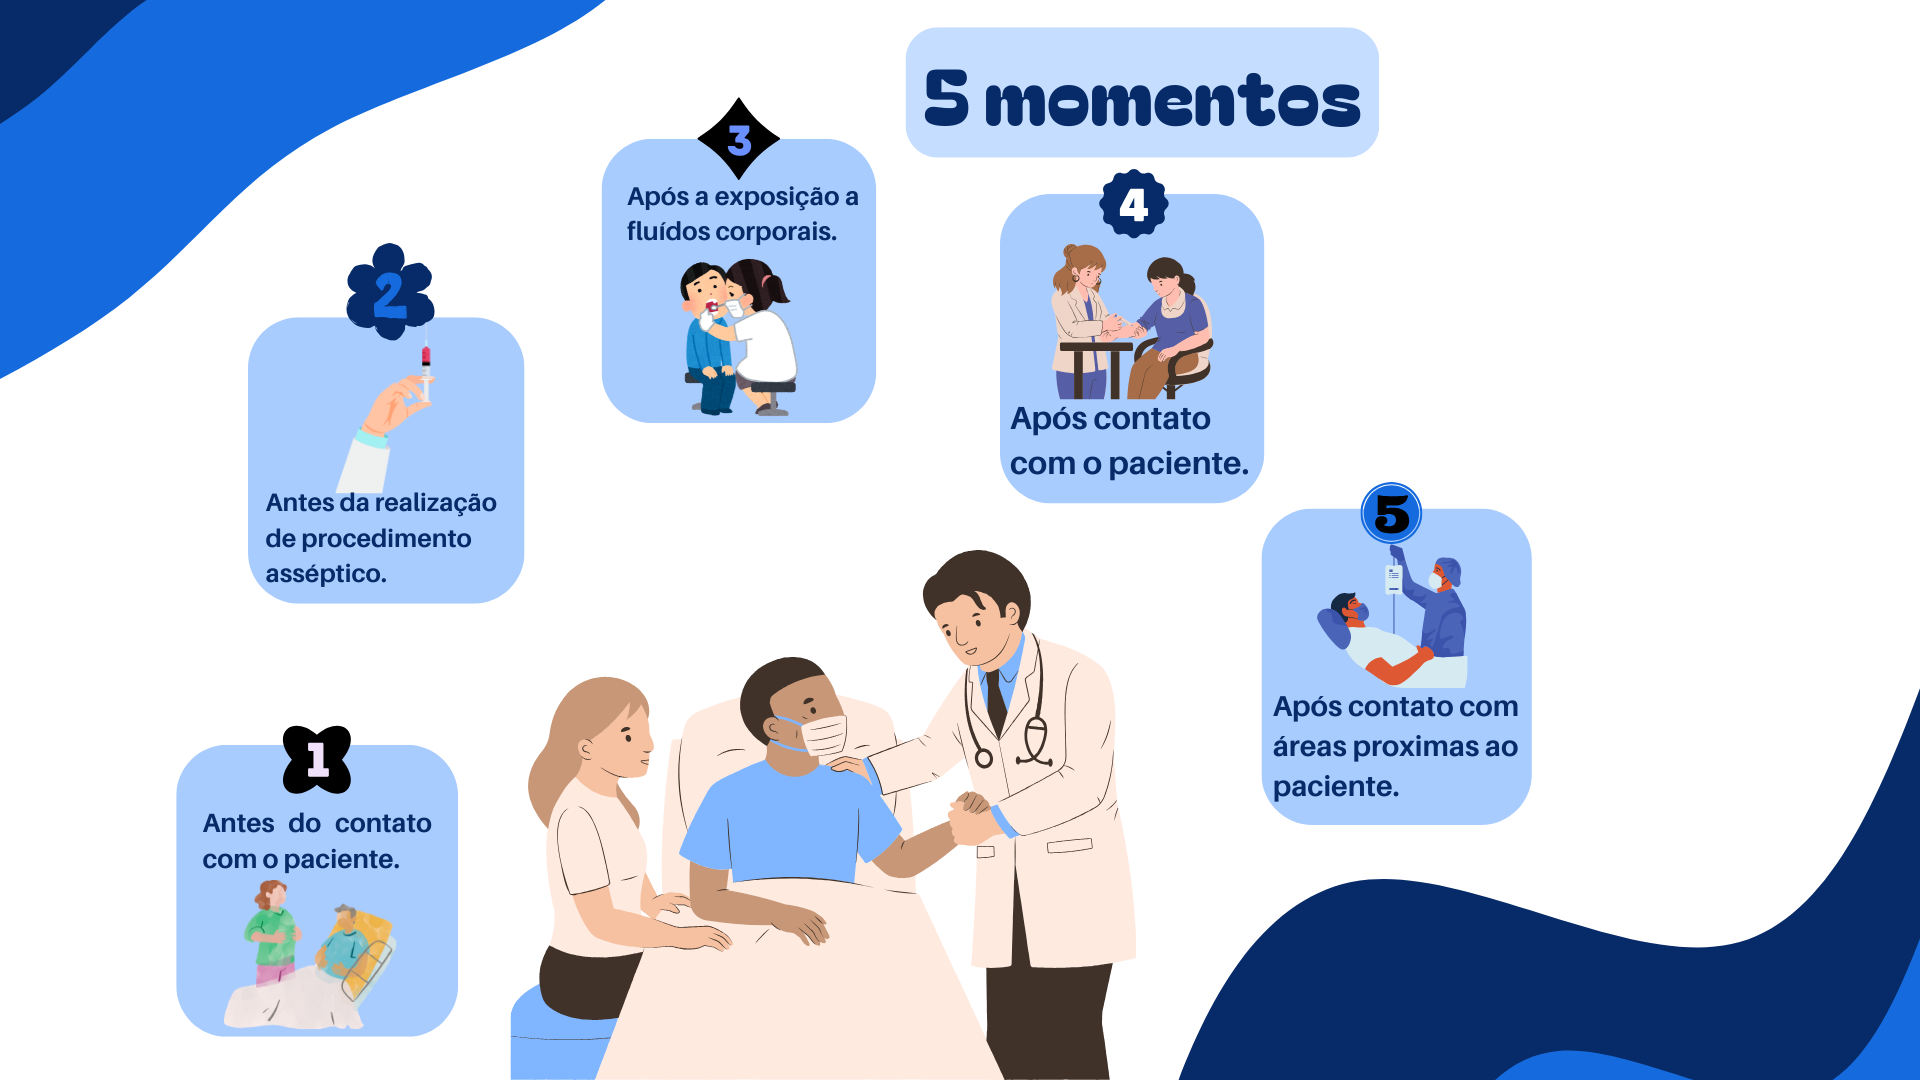 5 momentos
1
Antes do contato
com o paciente.
2
Antes da realização
de procedimento
asséptico.
3
Após a exposição a
fluídos corporais.
4
Após contato
com o paciente.
5
Após contato com
áreas proximas ao
paciente.